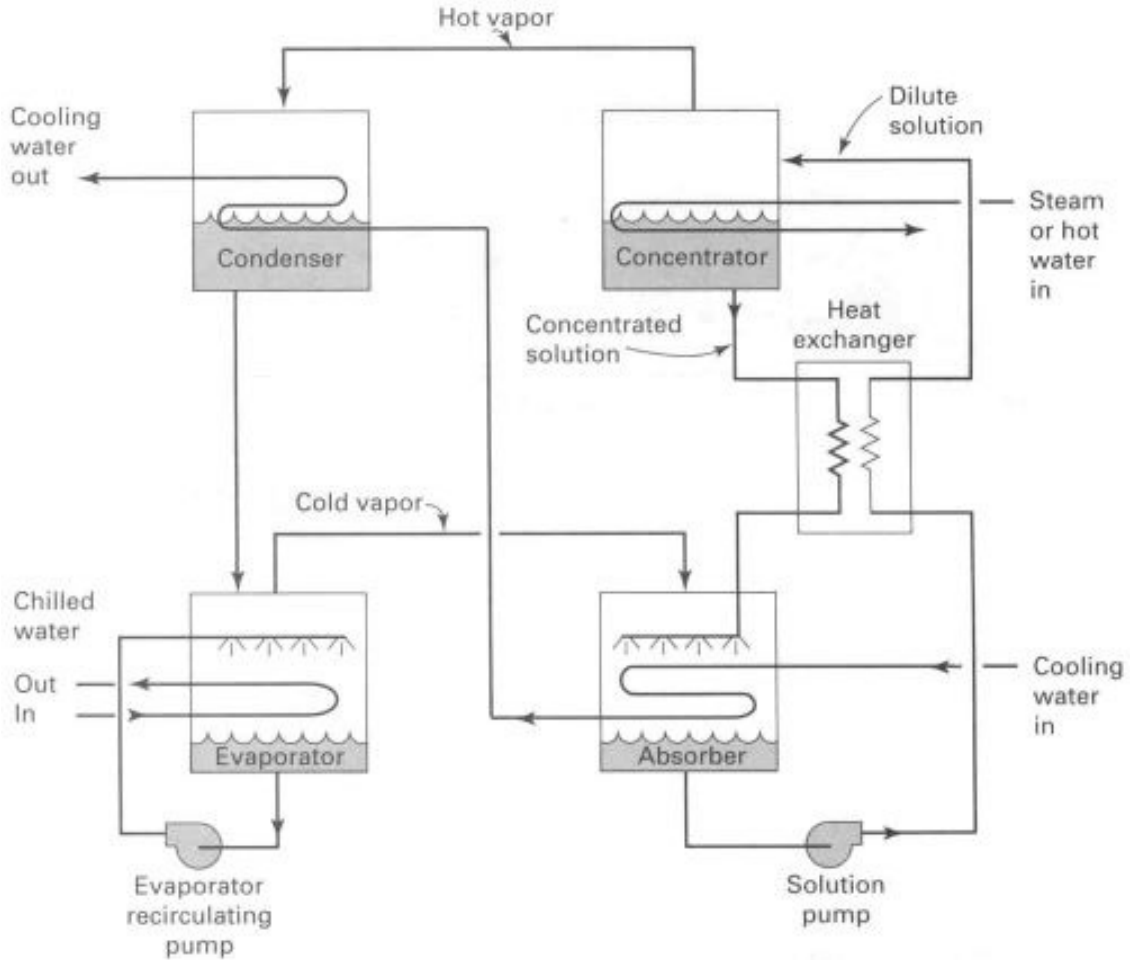 Hot vapor
Cooling
water
out
Dilute
solution
Steam
or hot
water
in
Condenser
Concentrator
Concentrated
solution
Heat
exchanger
Cold vapor
Chilled
water
Out
In
Cooling
water
in
Evaporator
Absorber
Evaporator
recirculating
pump
Solution
pump